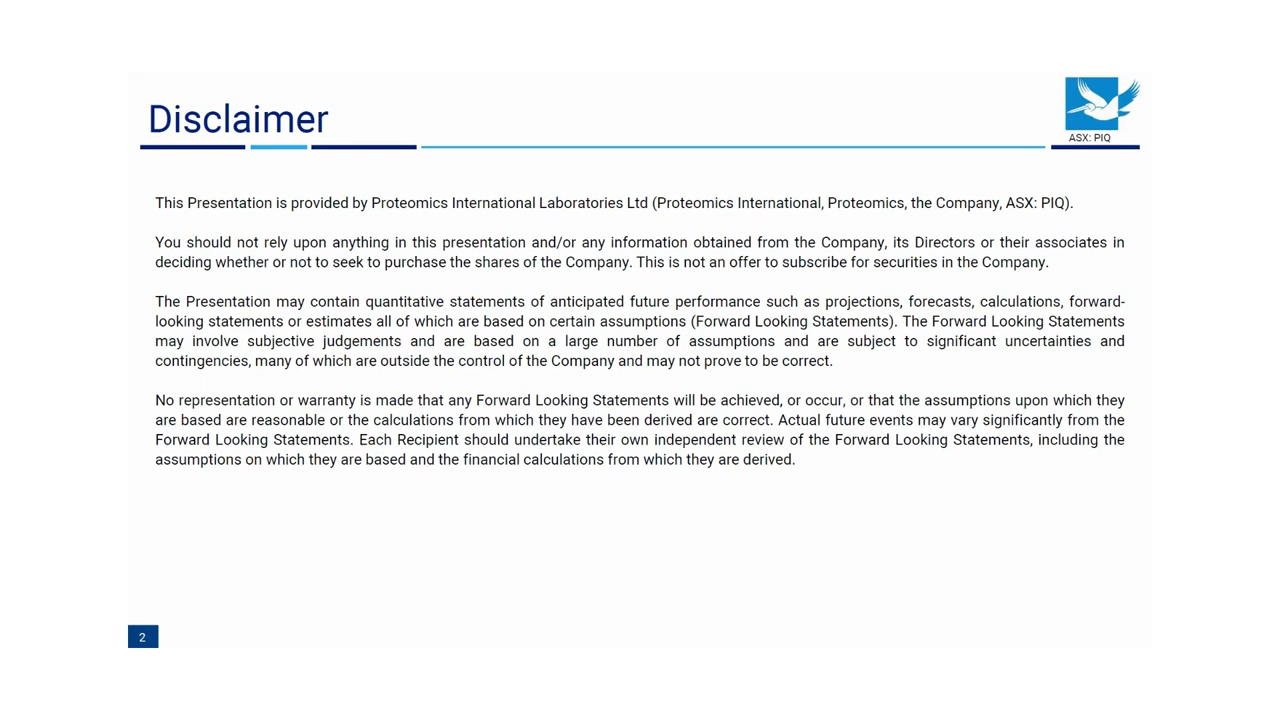 Disclaimer
ASX: PIQ
This Presentation is provided by Proteomics International Laboratories Ltd (Proteomics International, Proteomics, the Company, ASX: PIQ).
You should not rely upon anything in this presentation and/or any information obtained from the Company, its Directors or their associates in
deciding whether or not to seek to purchase the shares of the Company. This is not an offer to subscribe for securities in the Company.
The Presentation may contain quantitative statements of anticipated future performance such as projections, forecasts, calculations, forward-
looking statements or estimates all of which are based on certain assumptions (Forward Looking Statements). The Forward Looking Statements
may involve subjective judgements and are based on a large number of assumptions and are subject to significant uncertainties and
contingencies, many of which are outside the control of the Company and may not prove to be correct.
No representation or warranty is made that any Forward Looking Statements will be achieved, or occur, or that the assumptions upon which they
are based are reasonable or the calculations from which they have been derived are correct. Actual future events may vary significantly from the
Forward Looking Statements. Each Recipient should undertake their own independent review of the Forward Looking Statements, including the
assumptions on which they are based and the financial calculations from which they are derived.
2